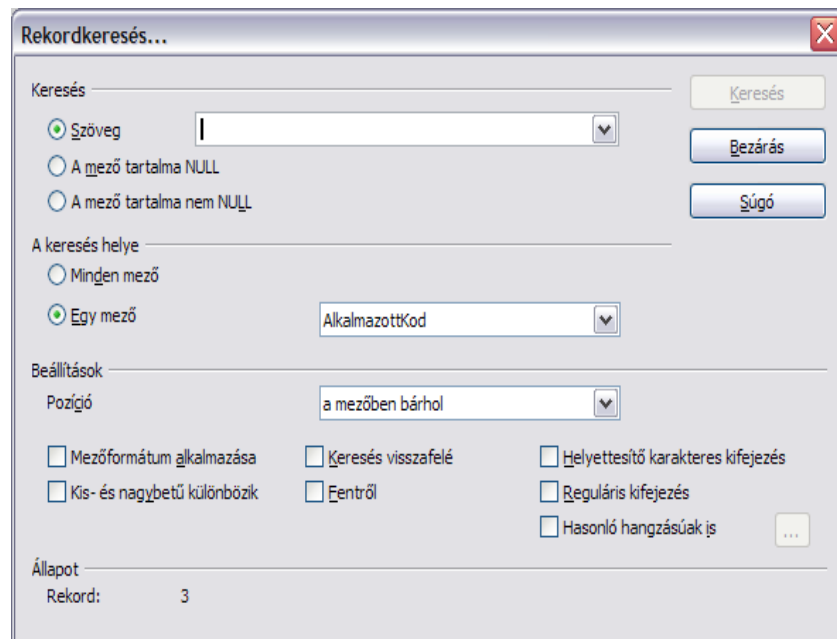 Rekordkeresés...
Keresés
Keresés
Szöveg
Bezárás
A mező tartalma NULL
A mező tartalma nem NULL
Súgó
A keresés helye
Minden mező
Egy mező AlkalmazottKod
Beállítások
Pozíció a mezőben bárhol
Mezőformátum alkalmazása Keresés visszafelé Helyettesítő karakteres kifejezés
Kis- és nagybetű különbözik Fentről Reguláris kifejezés
Hasonló hangzásúak is ...
Állapot
Rekord: 3